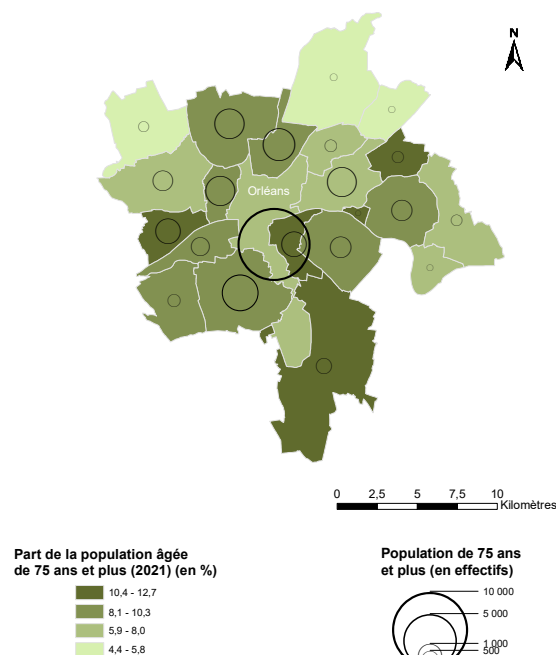 N
Orléans
0 2,5 5 7,5 10
Kilomètres
Part de la population âgée
de 75 ans et plus (2021) (en %)
10,4 - 12,7
8,1 - 10,3
5,9 - 8,0
4,4 - 5,8
Population de 75 ans
et plus (en effectifs)
10 000
5 000
1 000
500